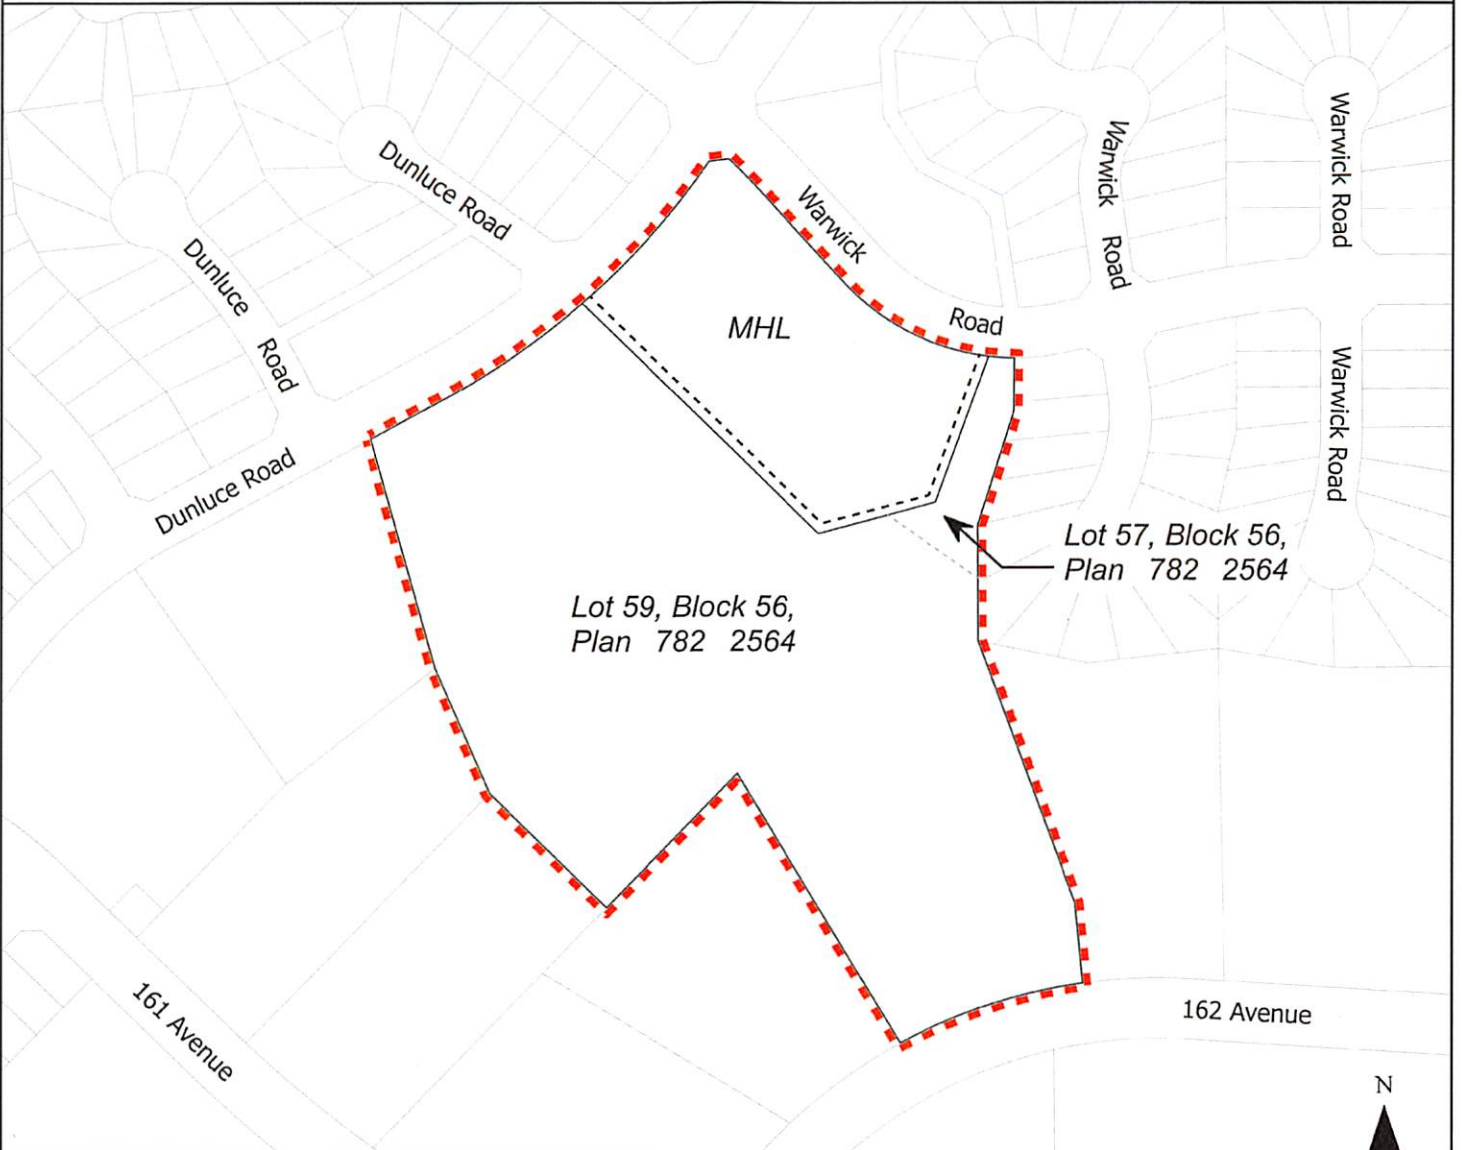 Dunluce Road
Warwick
Road
Warwick Road
Warwick Road
Dunluce
Road
MHL
Warwick Road
Dunluce Road
Lot 57, Block 56,
Plan 782 2564
Lot 59, Block 56,
Plan 782 2564
161 Avenue
162 Avenue
N